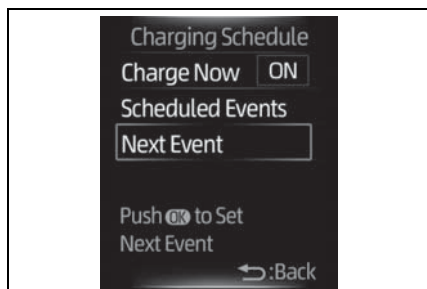 Charging Schedule
Charge Now ON
Scheduled Events
Next Event
Push OK to Set
Next Event
:Back